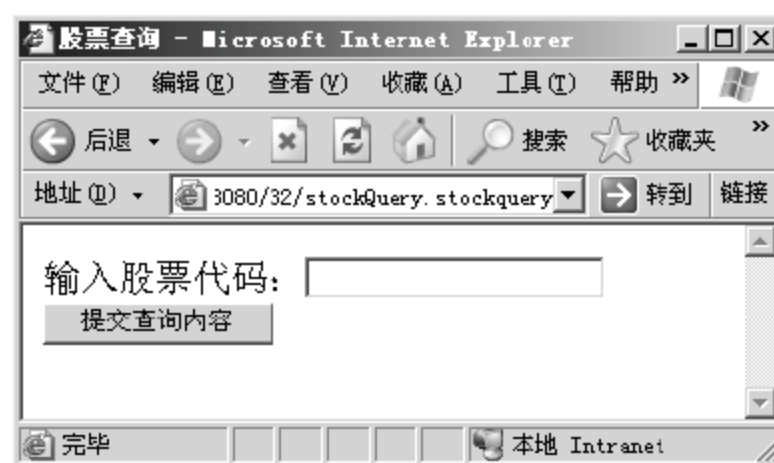 股票查询 - Microsoft Internet Explorer
文件(F) 编辑(E) 查看(V) 收藏(A) 工具(T) 帮助 »
后退 搜索 收藏夹 »
地址(D) 3080/32/stockQuery.stockquery 转到 链接
输入股票代码:
提交查询内容
完毕 本地 Intranet